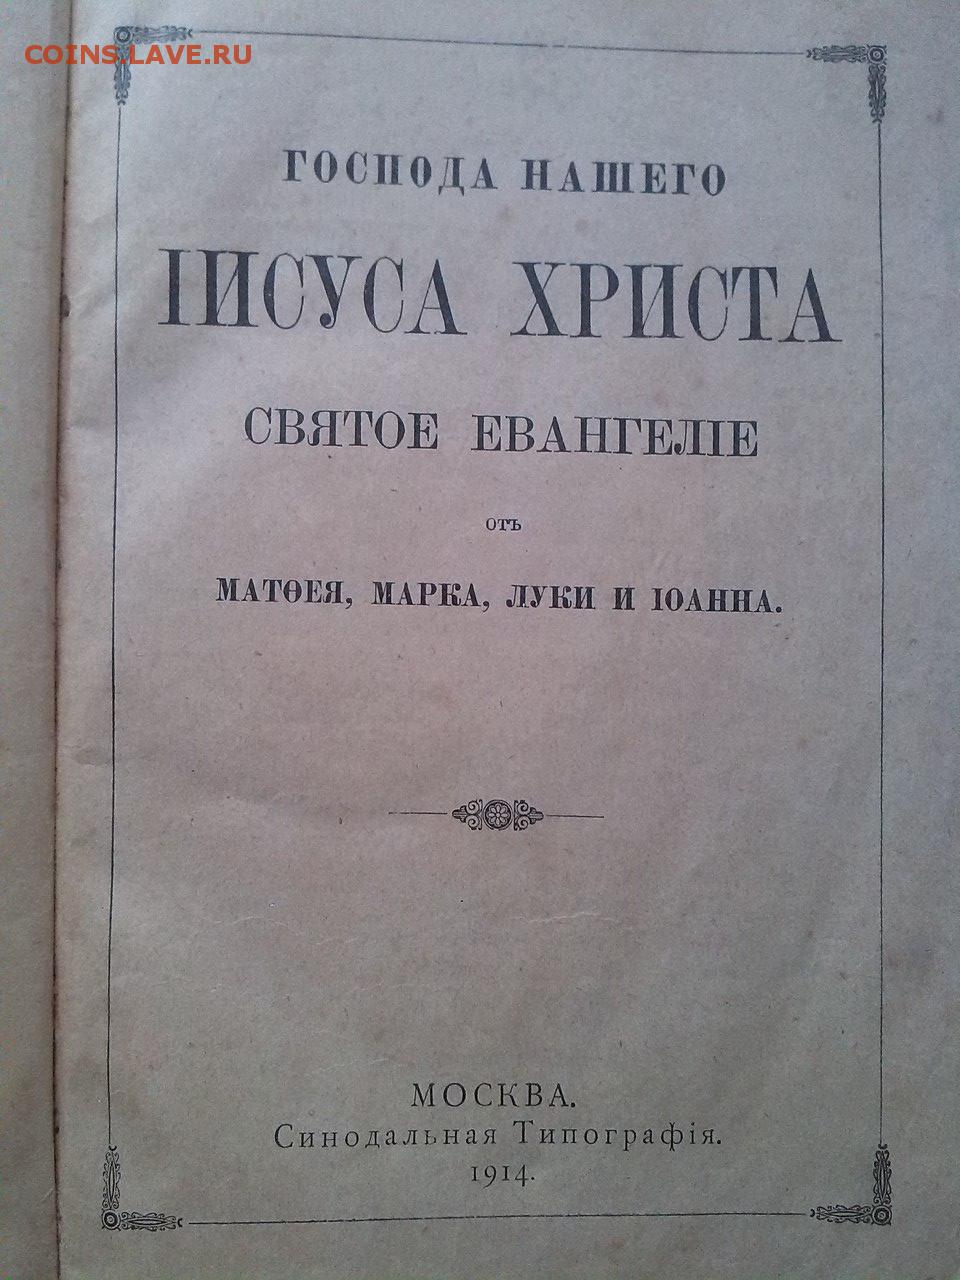 COINS.LAVE.RU
ГОСПОДА НАШЕГО
ІИСУСА ХРИСТА
СВЯТОЕ ЕВАНГЕЛІЕ
отъ
МАТѲЕЯ, МАРКА, ЛУКИ И ІОАННА.
МОСКВА.
Синодальная Типографія.
1914.